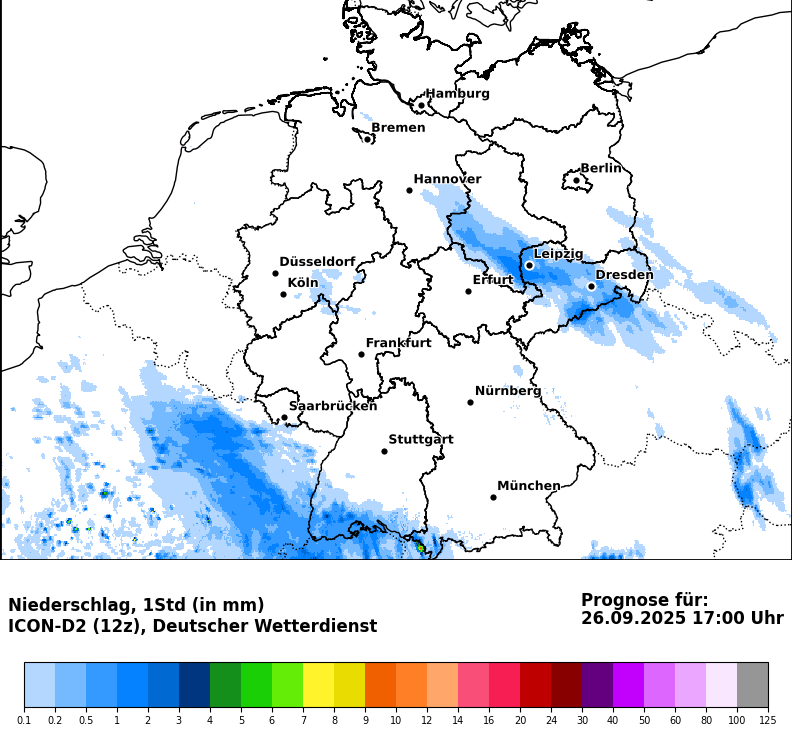 Hamburg
Bremen
Berlin
Hannover
Leipzig
Düsseldorf
Dresden
Köln
Erfurt
Frankfurt
Nürnberg
Saarbrücken
Stuttgart
München
Niederschlag, 1Std (in mm)
ICON-D2 (12z), Deutscher Wetterdienst
Prognose für:
26.09.2025 17:00 Uhr
0.1 0.2 0.5 1 2 3 4 5 6 7 8 9 10 12 14 16 20 24 30 40 50 60 80 100 125